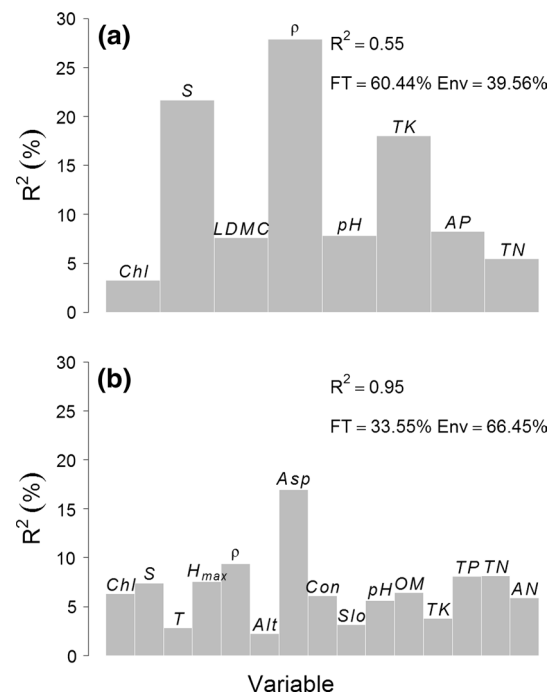 (a)
R² = 0.55
FT = 60.44% Env = 39.56%
R² (%)
30
25
20
15
10
5
0
Chl
S
LDMC
ρ
pH
TK
AP
TN
(b)
R² = 0.95
FT = 33.55% Env = 66.45%
R² (%)
30
25
20
15
10
5
0
Chl
S
T
Hmax
ρ
Alt
Asp
Con
Slo
pH
OM
TK
TP
TN
AN
Variable